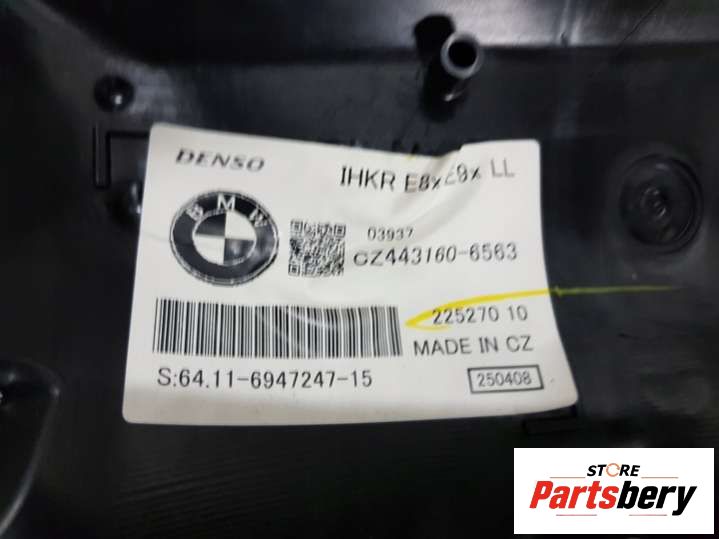 DENSO
IHKR E8x E9x LL
BMW
03937
CZ443160-6563
225270 10
MADE IN CZ
S:64.11-6947247-15
250408
STORE
Partsbery